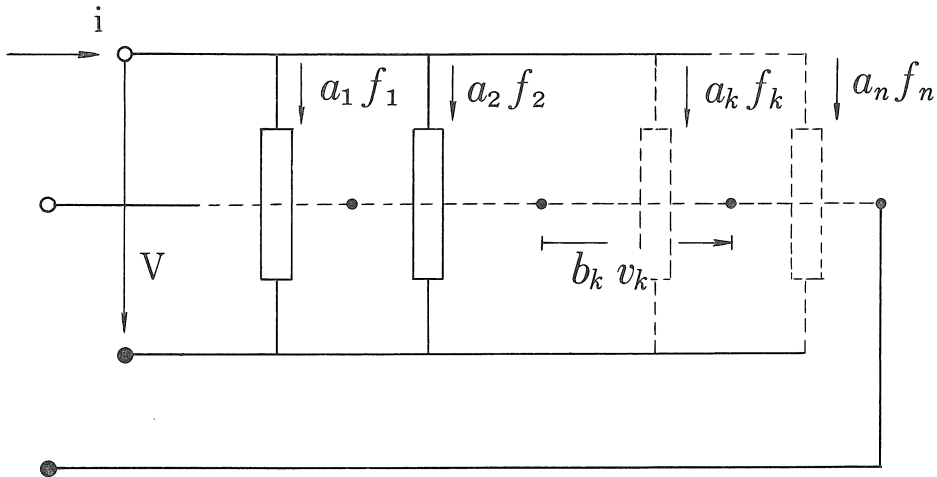 i
a₁ f₁
a₂ f₂
aₖ fₖ
aₙ fₙ
V
bₖ vₖ